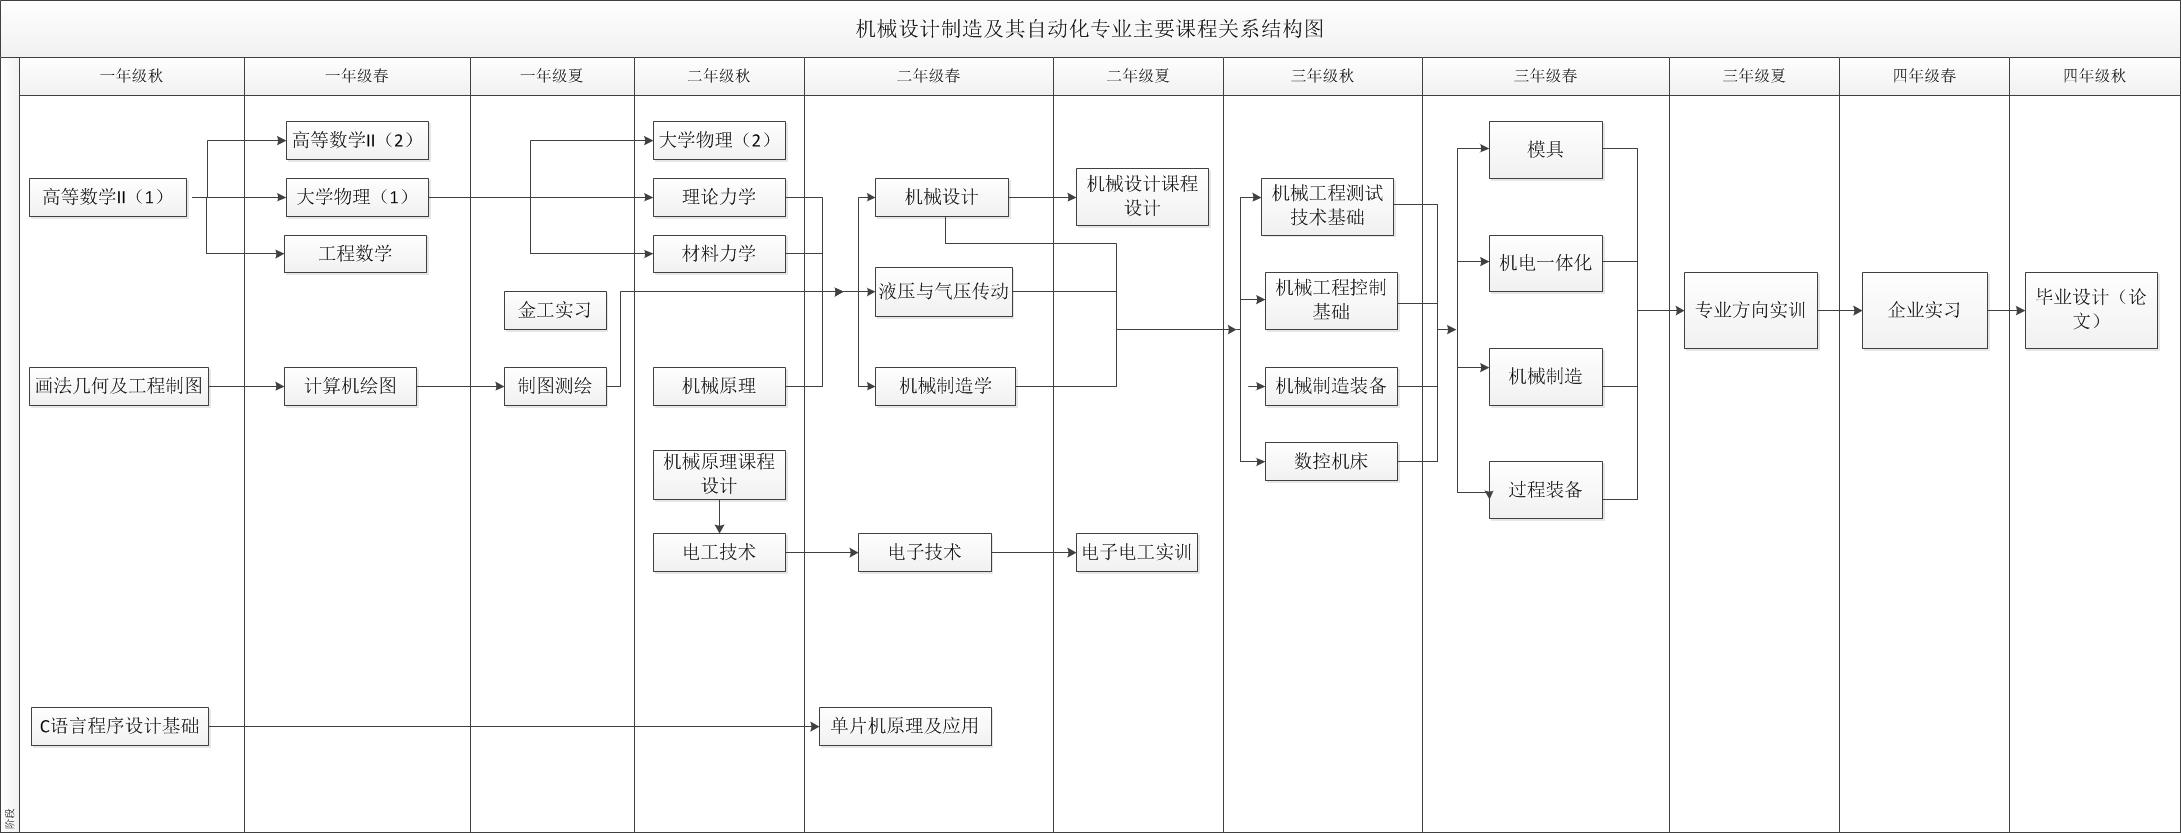 机械设计制造及其自动化专业主要课程关系结构图
一年级秋
一年级春
一年级夏
二年级秋
二年级春
二年级夏
三年级秋
三年级春
三年级夏
四年级春
四年级秋
高等数学II（1）
画法几何及工程制图
C语言程序设计基础
高等数学II（2）
大学物理（1）
工程数学
计算机绘图
金工实习
制图测绘
大学物理（2）
理论力学
材料力学
机械原理
机械原理课程
设计
电工技术
机械设计
液压与气压传动
机械制造学
电子技术
单片机原理及应用
机械设计课程
设计
电子电工实训
机械工程测试
技术基础
机械工程控制
基础
机械制造装备
数控机床
模具
机电一体化
机械制造
过程装备
专业方向实训
企业实习
毕业设计（论
文）
阶段